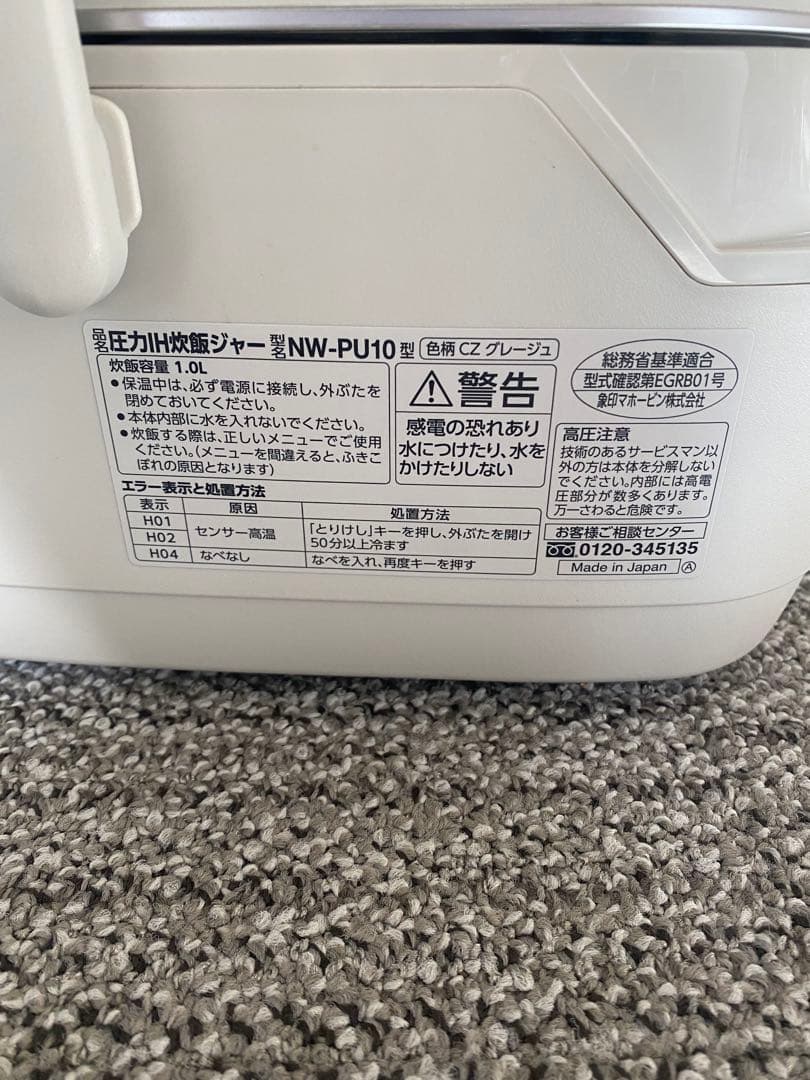 品名 圧力IH炊飯ジャー 型名 NW-PU10型 色柄 CZ グレージュ
炊飯容量 1.0L
●保温中は、必ず電源に接続し、外ぶたを
閉めておいてください。
●本体内部に水を入れないでください。
●炊飯する際は、正しいメニューでご使用
ください。(メニューを間違えると、ふきこ
ぼれの原因となります)
⚠警告
感電の恐れあり
水につけたり、水を
かけたりしない
総務省基準適合
型式確認第EGRB01号
象印マホービン株式会社
高圧注意
技術のあるサービスマン以
外の方は本体を分解しない
でください。内部には高電
圧部分が数多くあります。
万一さわると危険です。
エラー表示と処置方法
表示 原因 処置方法
H01
H02 センサー高温 「とりけし」キーを押し、外ぶたを開け
50分以上冷ます
H04 なべなし なべを入れ、再度キーを押す
お客様ご相談センター
0120-345135
Made in Japan Ⓐ